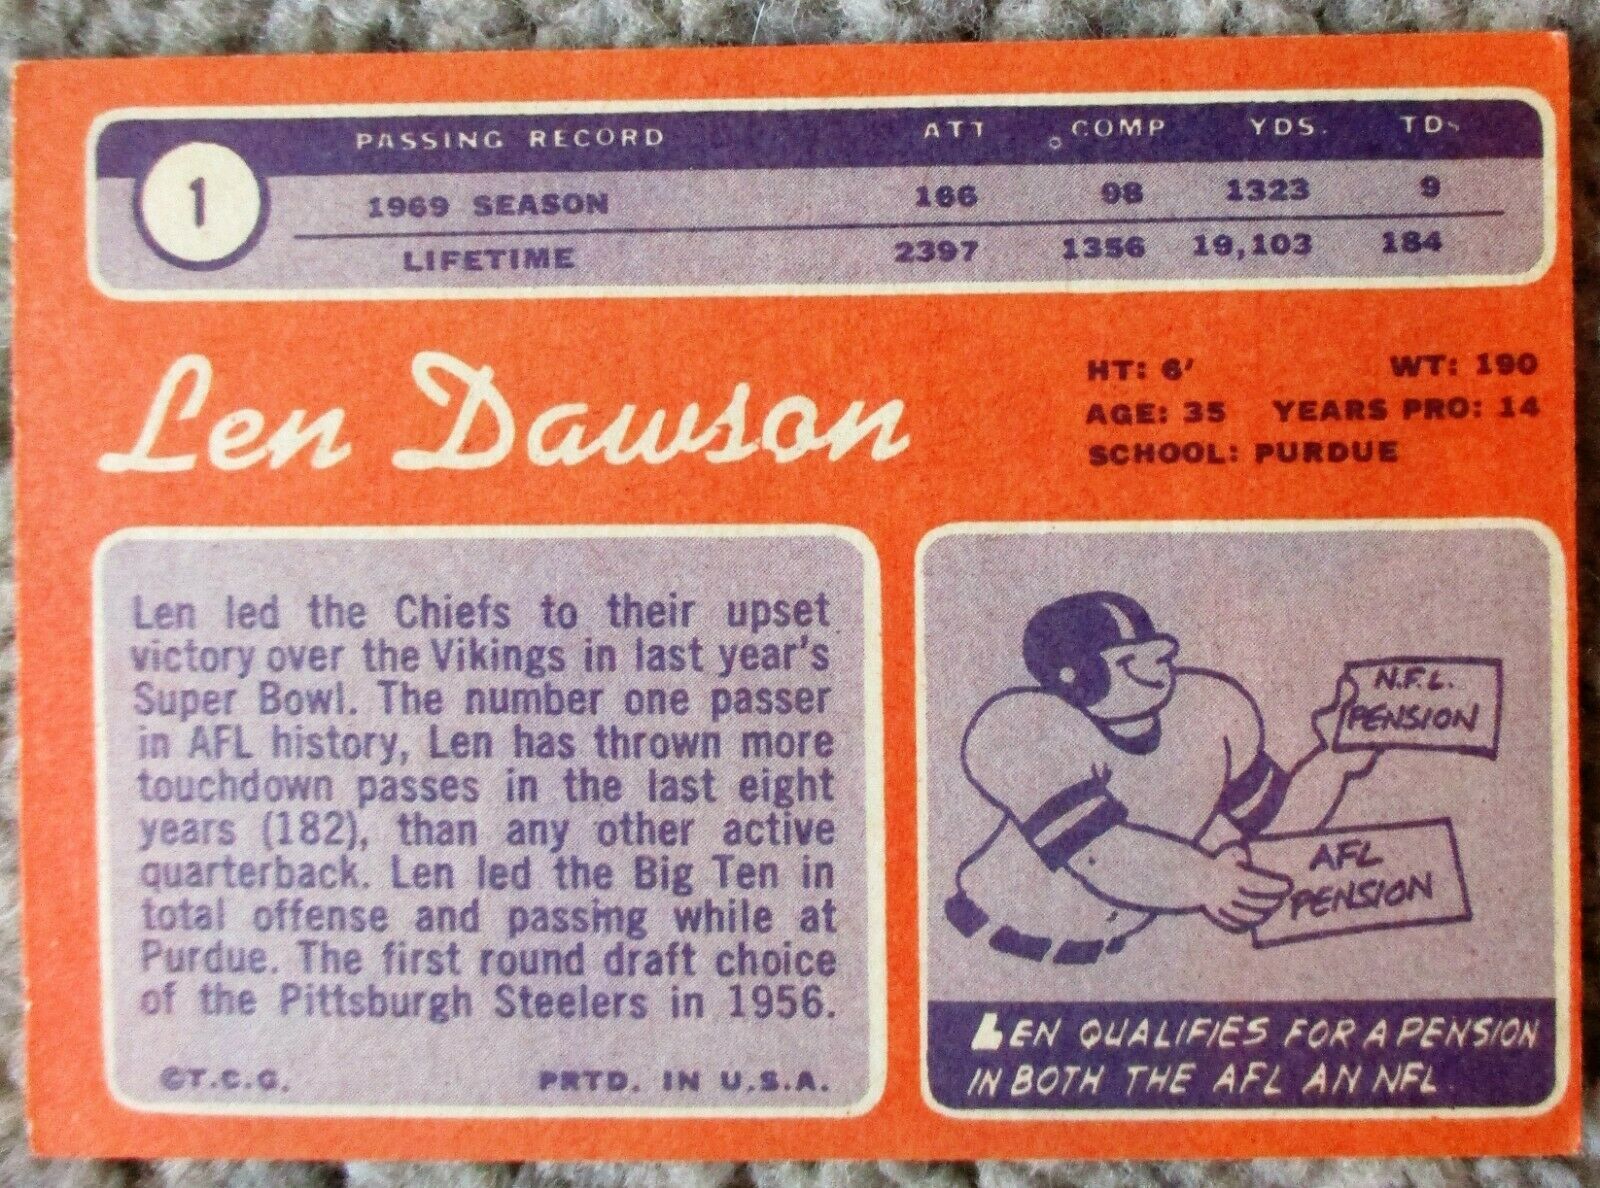 1
PASSING RECORD ATT COMP YDS. TDs
1969 SEASON 166 98 1323 9
LIFETIME 2397 1356 19,103 184
Len Dawson
HT: 6' WT: 190
AGE: 35 YEARS PRO: 14
SCHOOL: PURDUE
Len led the Chiefs to their upset
victory over the Vikings in last year's
Super Bowl. The number one passer
in AFL history, Len has thrown more
touchdown passes in the last eight
years (182), than any other active
quarterback. Len led the Big Ten in
total offense and passing while at
Purdue. The first round draft choice
of the Pittsburgh Steelers in 1956.
©T.C.G. PRTD. IN U.S.A.
N.F.L.
PENSION
AFL
PENSION
LEN QUALIFIES FOR A PENSION
IN BOTH THE AFL AN NFL